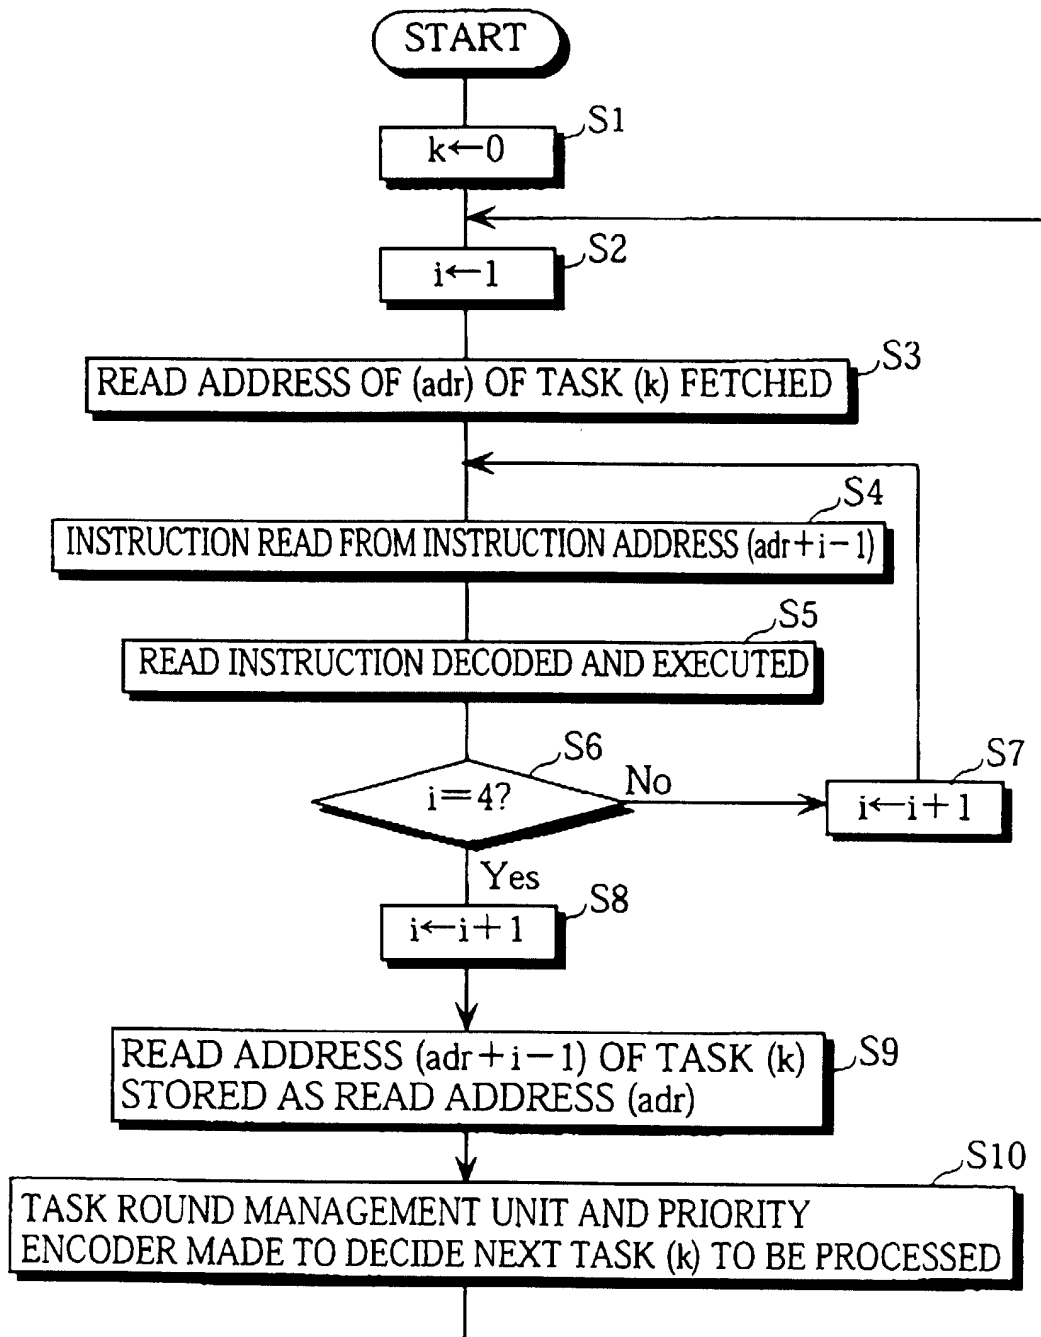 START
S1
k←0
S2
i←1
S3
READ ADDRESS OF (adr) OF TASK (k) FETCHED
S4
INSTRUCTION READ FROM INSTRUCTION ADDRESS (adr+i−1)
S5
READ INSTRUCTION DECODED AND EXECUTED
S6
i=4?
No
S7
i←i+1
Yes
S8
i←i+1
S9
READ ADDRESS (adr+i−1) OF TASK (k)
STORED AS READ ADDRESS (adr)
S10
TASK ROUND MANAGEMENT UNIT AND PRIORITY
ENCODER MADE TO DECIDE NEXT TASK (k) TO BE PROCESSED